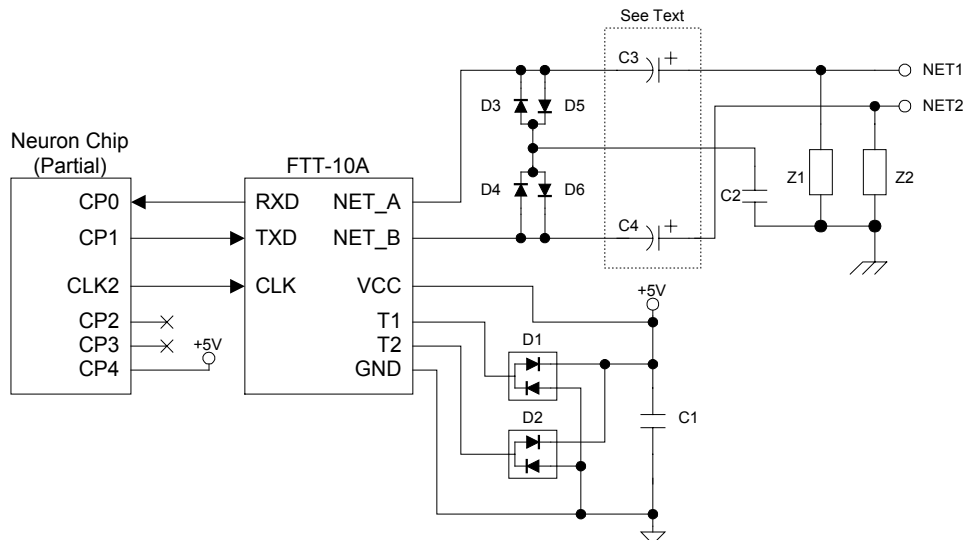 See Text
C3
+
NET1
NET2
D3
D5
Neuron Chip
(Partial)
FTT-10A
D4
D6
C2
Z1
Z2
CP0
RXD
NET_A
CP1
TXD
NET_B
C4
+
CLK2
CLK
VCC
+5V
CP2
T1
CP3
+5V
T2
D1
CP4
GND
D2
C1